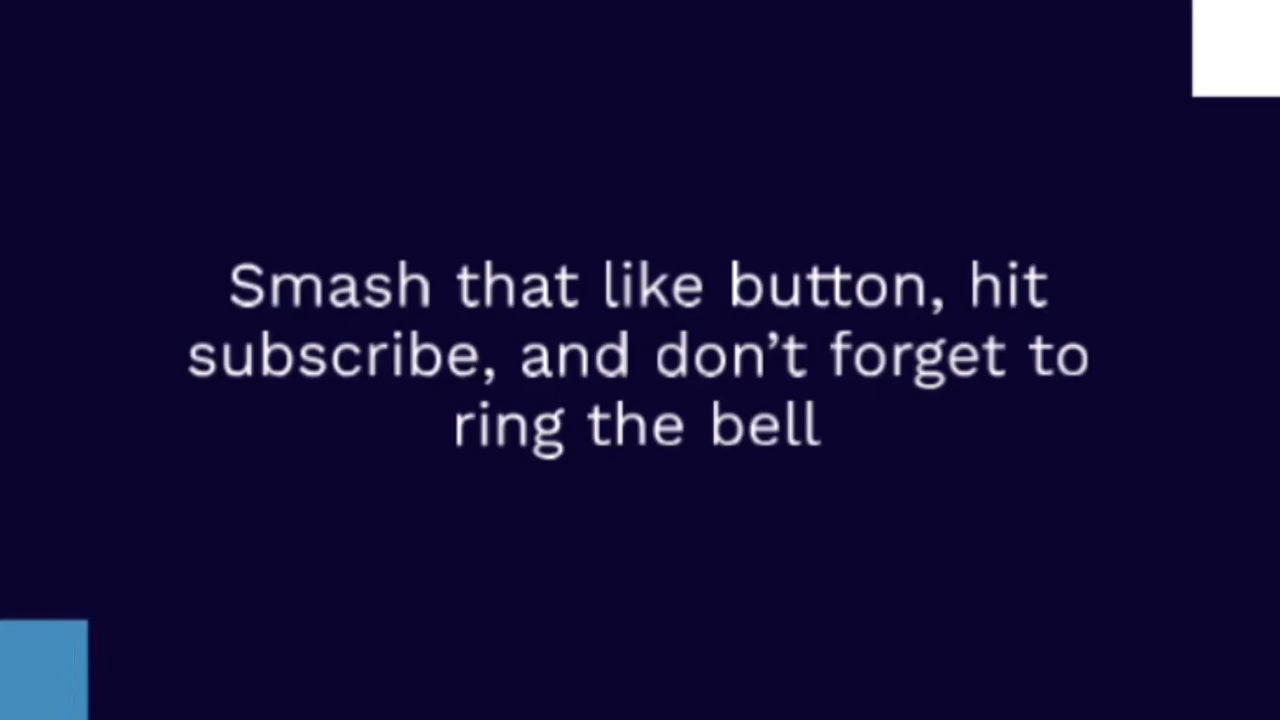 Smash that like button, hit
subscribe, and don’t forget to
ring the bell